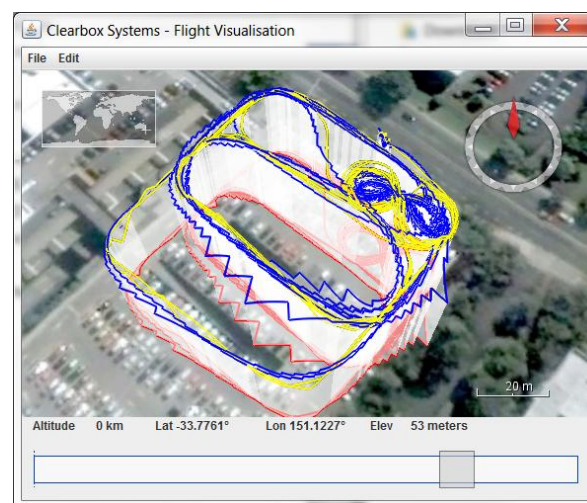 Clearbox Systems - Flight Visualisation
File Edit
20 m
Altitude 0 km Lat -33.7761° Lon 151.1227° Elev 53 meters